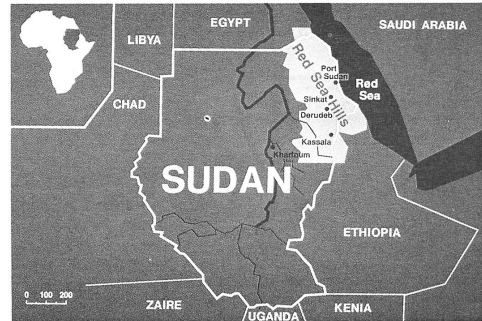 EGYPT
SAUDI ARABIA
LIBYA
Red Sea Hills
Port
Sudan
Red
Sea
CHAD
Sinkat
Derudeb
Kassala
Khartoum
SUDAN
ETHIOPIA
0 100 200
ZAIRE
UGANDA
KENIA